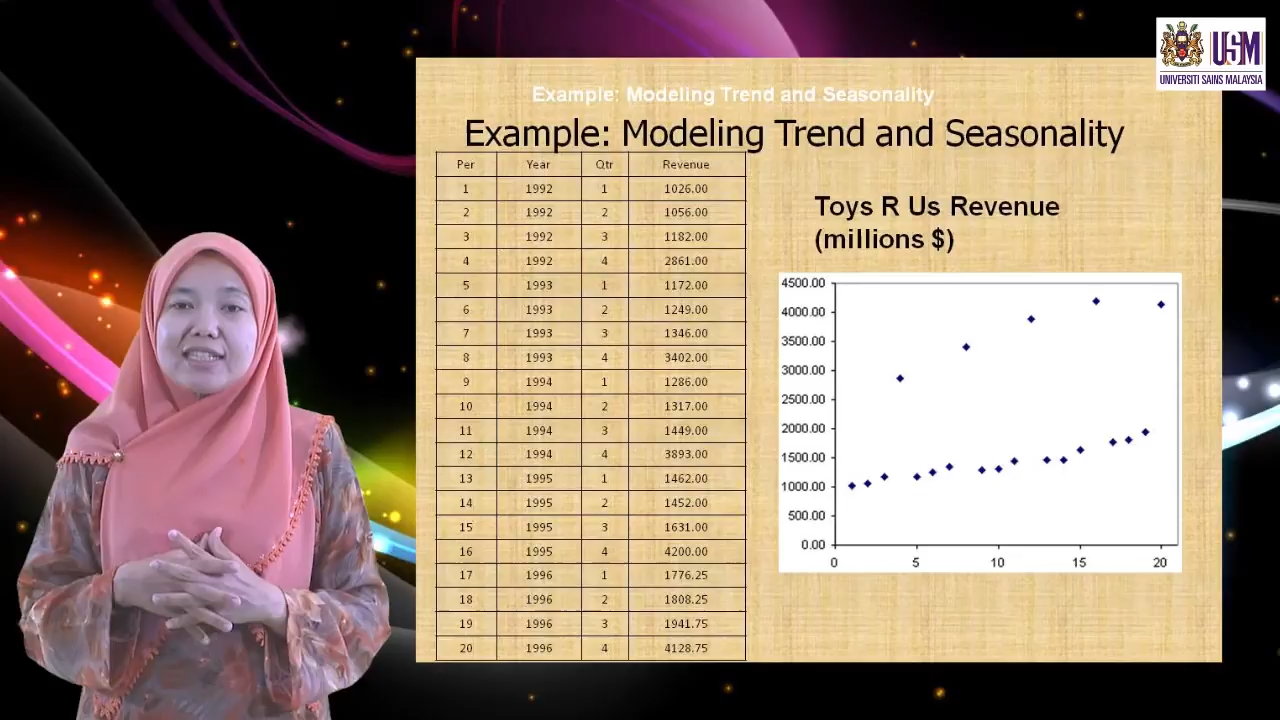 USM
UNIVERSITI SAINS MALAYSIA
Example: Modeling Trend and Seasonality
Example: Modeling Trend and Seasonality
Per Year Qtr Revenue
1 1992 1 1026.00
2 1992 2 1056.00
3 1992 3 1182.00
4 1992 4 2861.00
5 1993 1 1172.00
6 1993 2 1249.00
7 1993 3 1346.00
8 1993 4 3402.00
9 1994 1 1286.00
10 1994 2 1317.00
11 1994 3 1449.00
12 1994 4 3893.00
13 1995 1 1462.00
14 1995 2 1452.00
15 1995 3 1631.00
16 1995 4 4200.00
17 1996 1 1776.25
18 1996 2 1808.25
19 1996 3 1941.75
20 1996 4 4128.75
Toys R Us Revenue
(millions $)
4500.00
4000.00
3500.00
3000.00
2500.00
2000.00
1500.00
1000.00
500.00
0.00
0 5 10 15 20